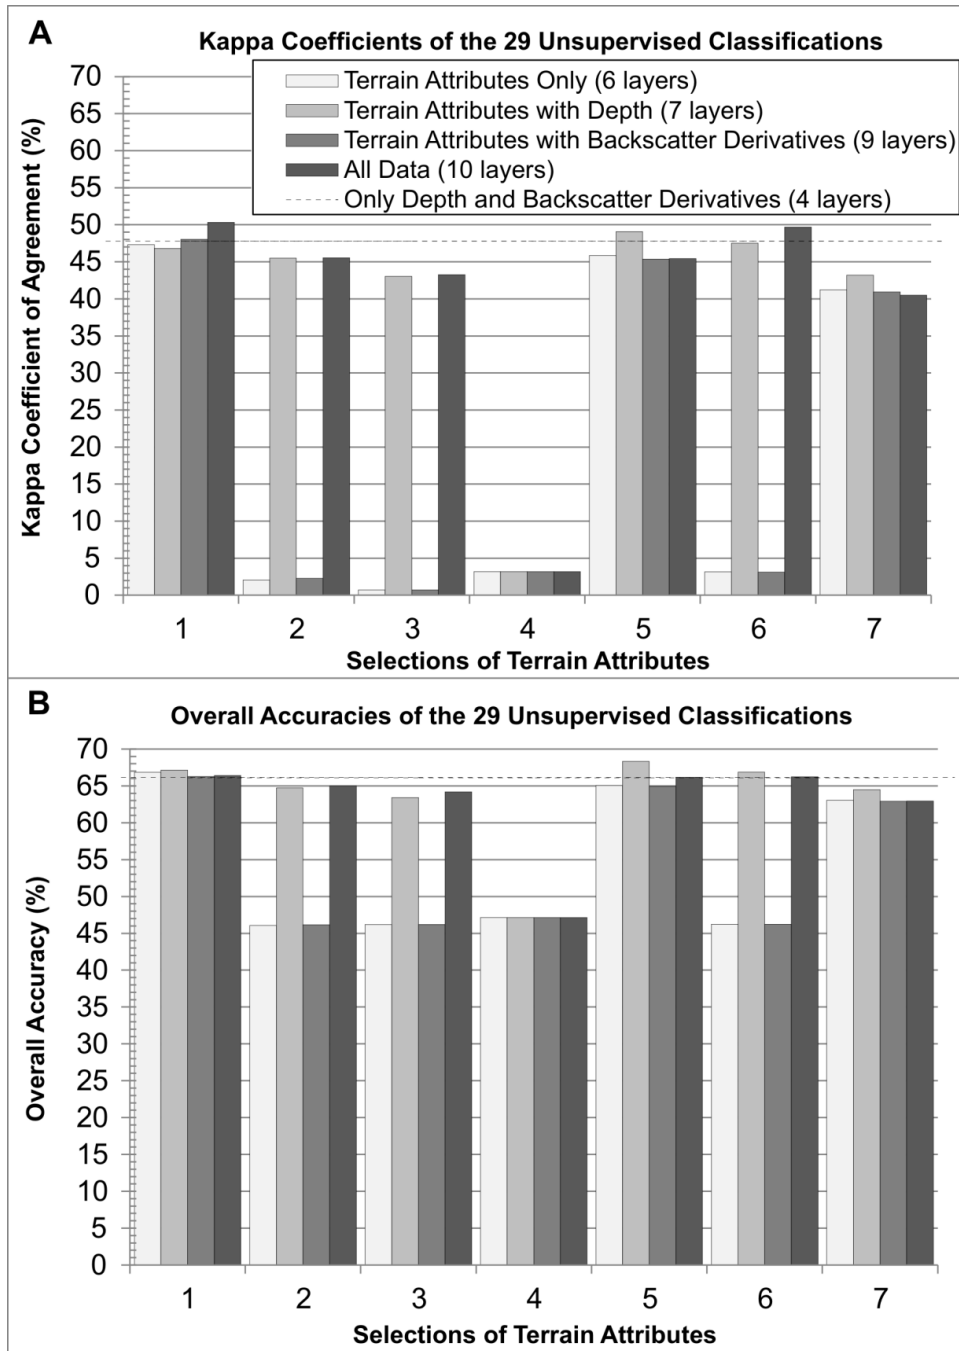 A
Kappa Coefficients of the 29 Unsupervised Classifications
Terrain Attributes Only (6 layers)
Terrain Attributes with Depth (7 layers)
Terrain Attributes with Backscatter Derivatives (9 layers)
All Data (10 layers)
Only Depth and Backscatter Derivatives (4 layers)
Kappa Coefficient of Agreement (%)
70
65
60
55
50
45
40
35
30
25
20
15
10
5
0
1 2 3 4 5 6 7
Selections of Terrain Attributes
B
Overall Accuracies of the 29 Unsupervised Classifications
Overall Accuracy (%)
70
65
60
55
50
45
40
35
30
25
20
15
10
5
0
1 2 3 4 5 6 7
Selections of Terrain Attributes